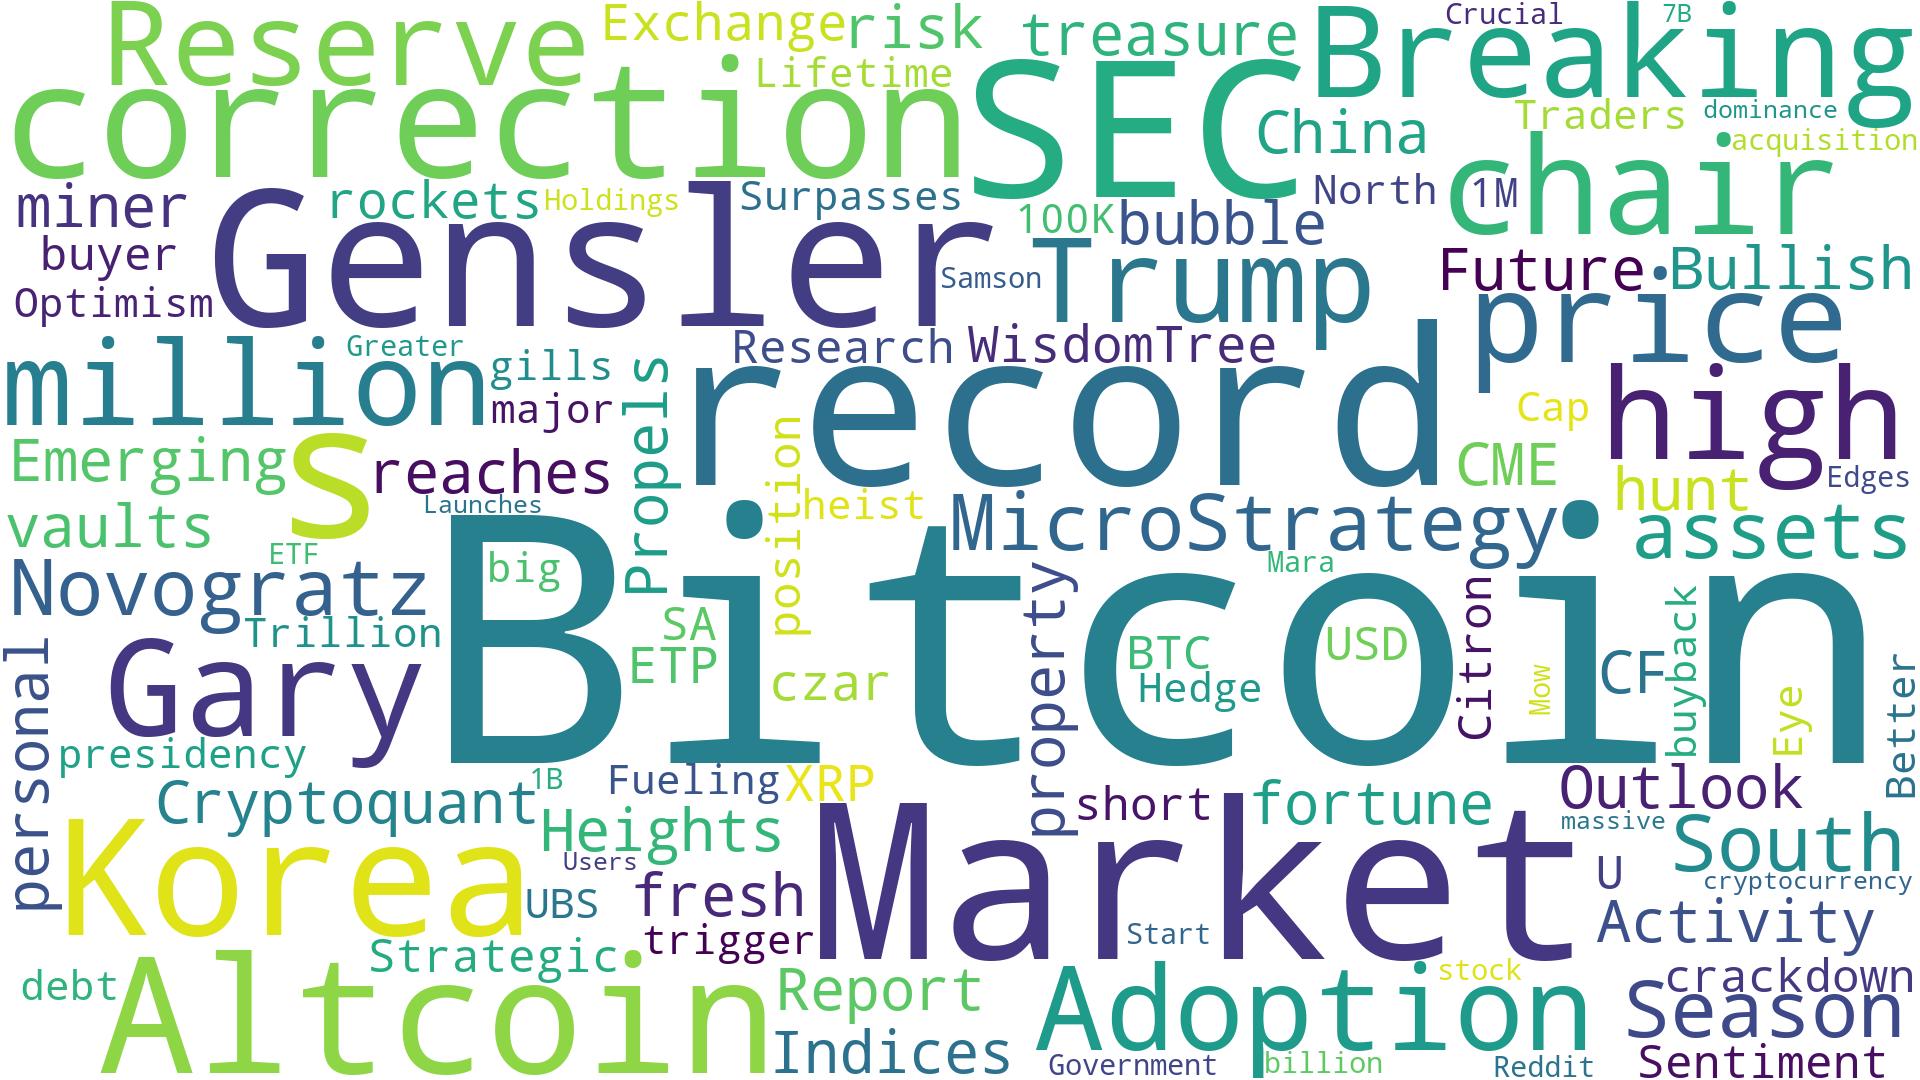 Reserve
Exchange
risk
treasure
Breaking
Crucial
7B
correction
Lifetime
SEC
China
Traders
dominance
acquisition
chair
miner
rockets
Holdings
Surpasses
North
1M
Gensler
100K
bubble
buyer
Optimism
Samson
Trump
Future
Bullish
price
million
Greater
gills
major
Research
WisdomTree
record
Propels
Cap
high
Emerging
s
reaches
position
heist
CME
hunt
Edges
Launches
vaults
ETF
MicroStrategy
assets
Novogratz
big
Bitcoin
Mara
Trillion
SA
ETP
czar
property
BTC
Hedge
USD
Citron
Mow
CF
buyback
Eye
Better
Gary
personal
presidency
Cryptoquant
1B
Fueling
XRP
short
fortune
Outlook
massive
Heights
Users
Korea
UBS
fresh
trigger
Market
Start
South
U
cryptocurrency
Activity
Strategic
debt
Altcoin
Report
Indices
Adoption
stock
crackdown
Season
Government
billion
Reddit
Sentiment